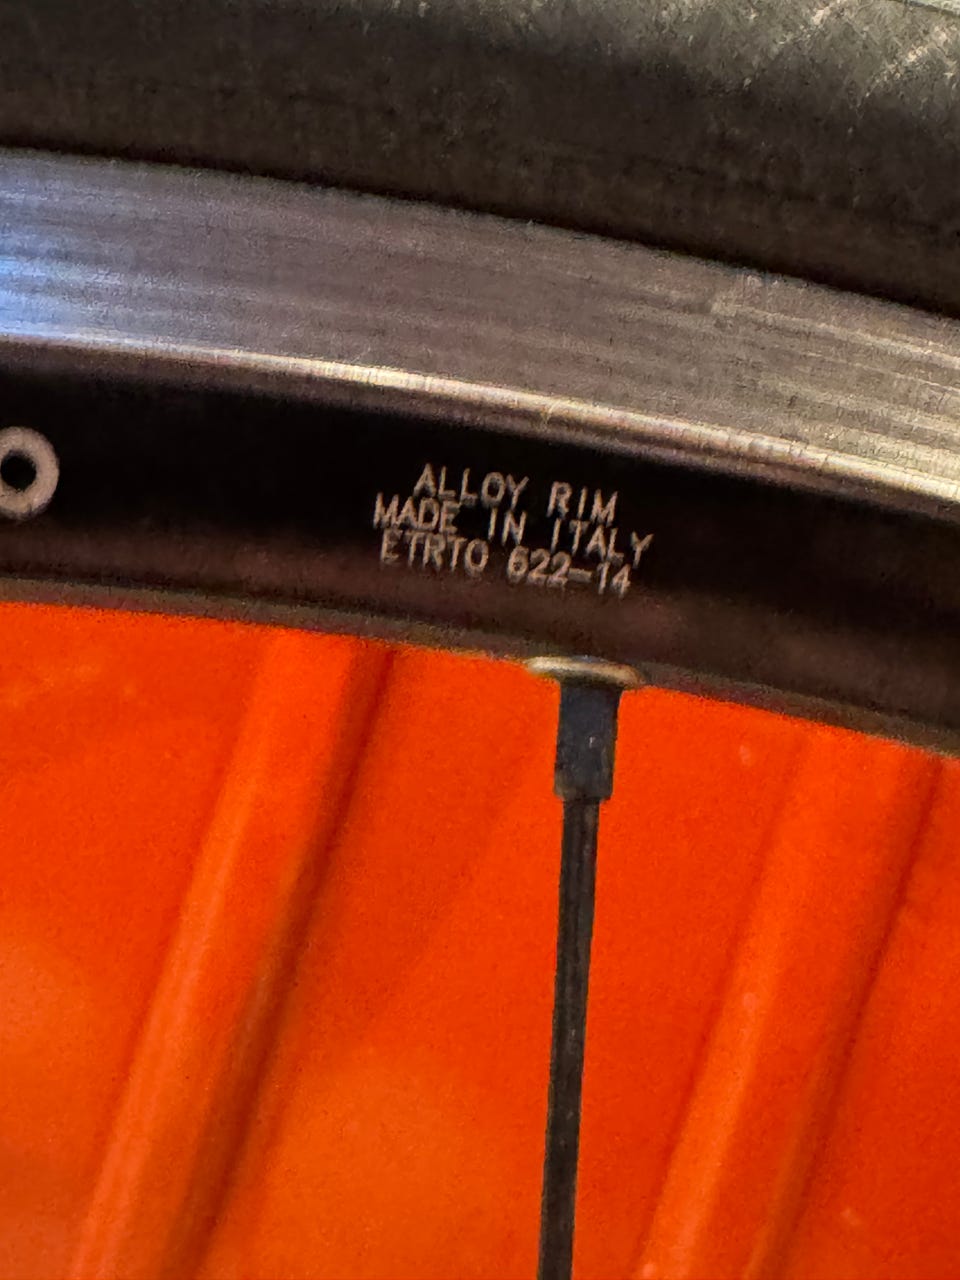 ALLOY RIM
MADE IN ITALY
ETRTO 622-14